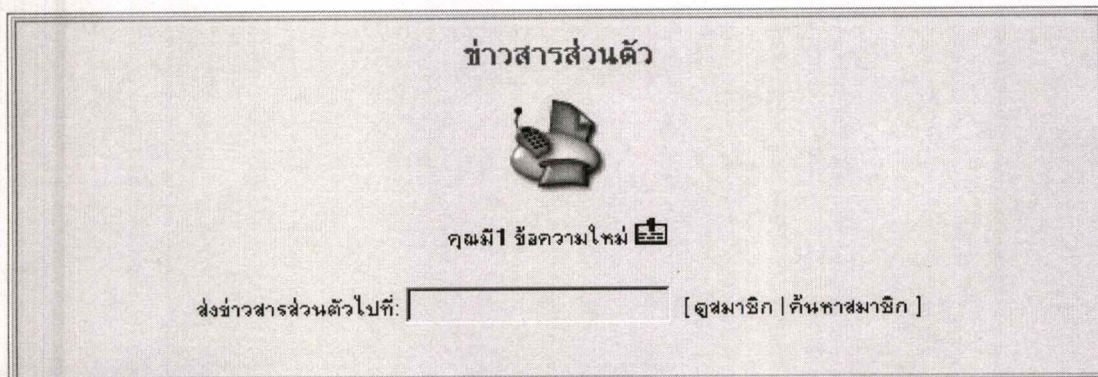 ข่าวสารส่วนตัว
คุณมี1 ข้อความใหม่
ส่งข่าวสารส่วนตัวไปที่: [ ดูสมาชิก | ค้นหาสมาชิก ]